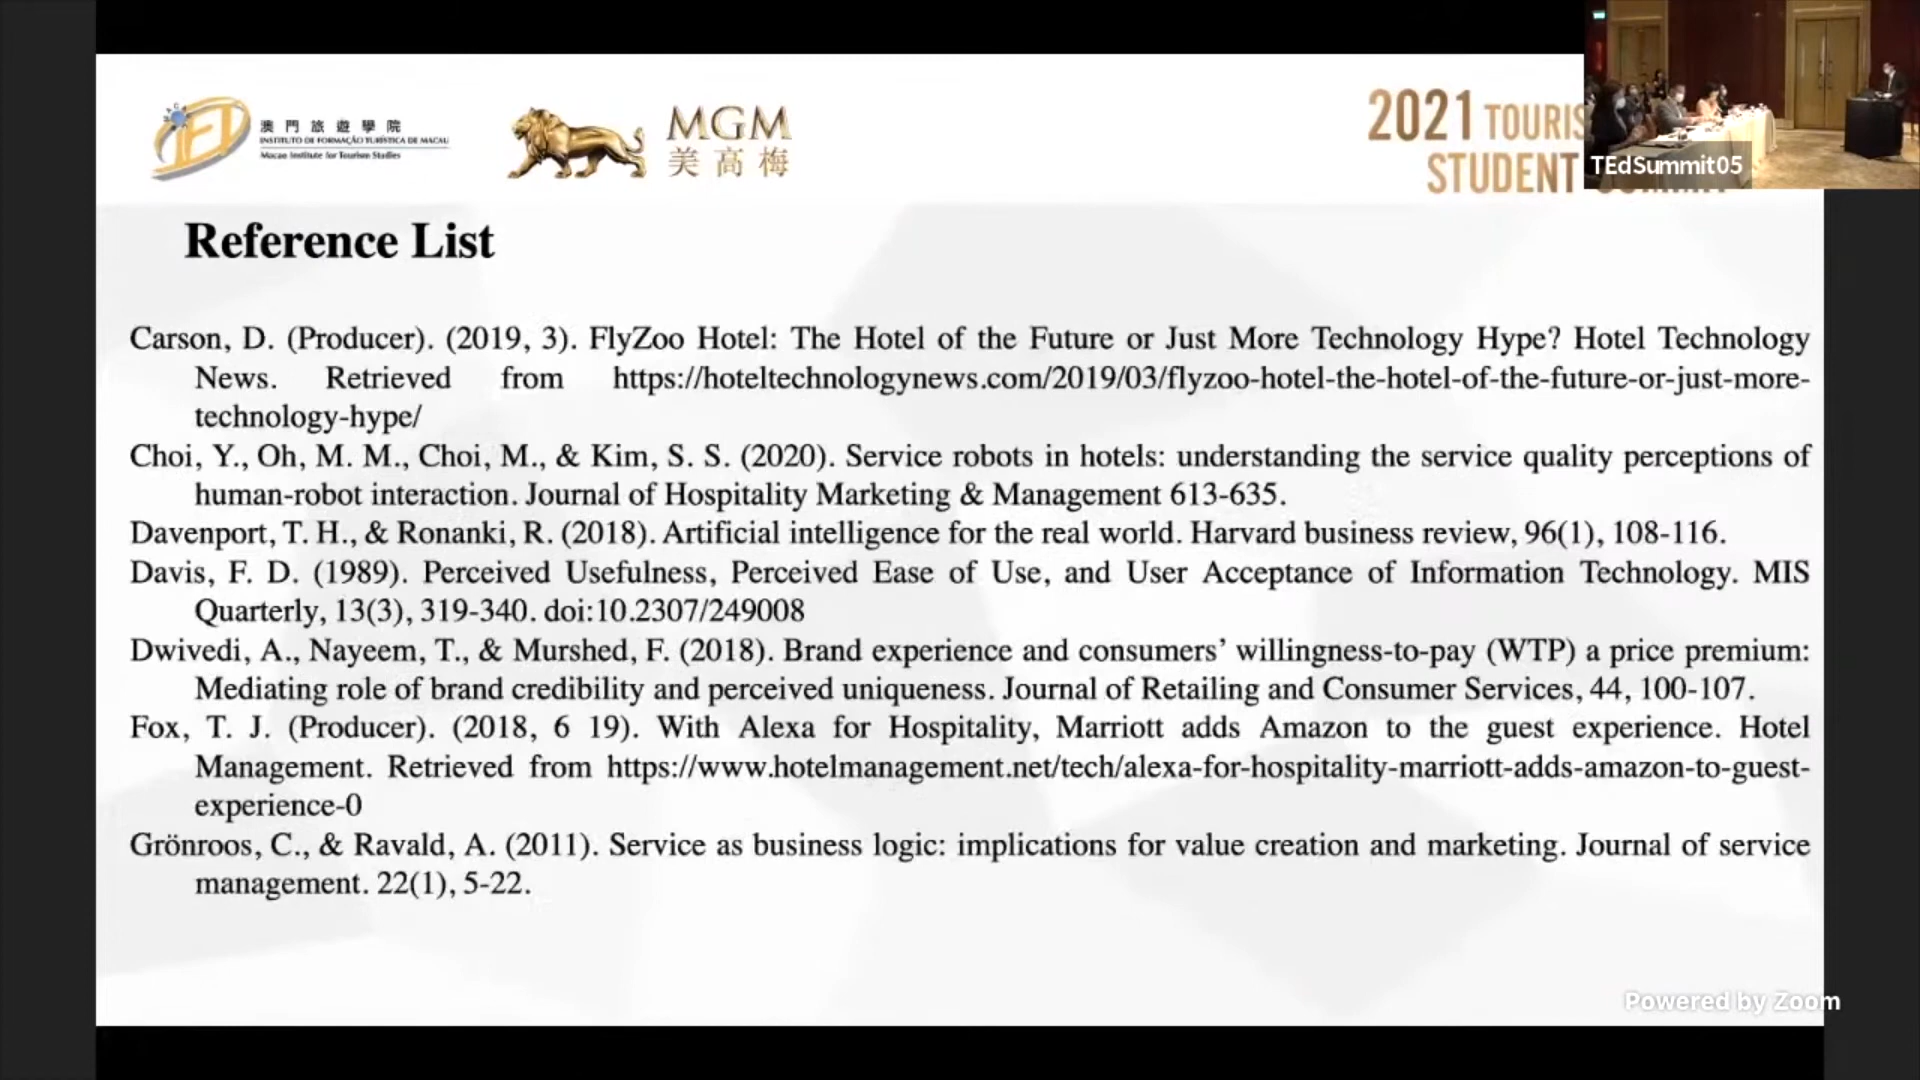 澳門旅遊學院
INSTITUTO DE FORMAÇÃO TURÍSTICA DE MACAU
Macao Institute for Tourism Studies
MGM
美高梅
2021 TOURIS
STUDENT
TEdSummit05
Reference List
Carson, D. (Producer). (2019, 3). FlyZoo Hotel: The Hotel of the Future or Just More Technology Hype? Hotel Technology
News. Retrieved from https://hoteltechnologynews.com/2019/03/flyzoo-hotel-the-hotel-of-the-future-or-just-more-
technology-hype/
Choi, Y., Oh, M. M., Choi, M., & Kim, S. S. (2020). Service robots in hotels: understanding the service quality perceptions of
human-robot interaction. Journal of Hospitality Marketing & Management 613-635.
Davenport, T. H., & Ronanki, R. (2018). Artificial intelligence for the real world. Harvard business review, 96(1), 108-116.
Davis, F. D. (1989). Perceived Usefulness, Perceived Ease of Use, and User Acceptance of Information Technology. MIS
Quarterly, 13(3), 319-340. doi:10.2307/249008
Dwivedi, A., Nayeem, T., & Murshed, F. (2018). Brand experience and consumers’ willingness-to-pay (WTP) a price premium:
Mediating role of brand credibility and perceived uniqueness. Journal of Retailing and Consumer Services, 44, 100-107.
Fox, T. J. (Producer). (2018, 6 19). With Alexa for Hospitality, Marriott adds Amazon to the guest experience. Hotel
Management. Retrieved from https://www.hotelmanagement.net/tech/alexa-for-hospitality-marriott-adds-amazon-to-guest-
experience-0
Grönroos, C., & Ravald, A. (2011). Service as business logic: implications for value creation and marketing. Journal of service
management. 22(1), 5-22.
Powered by Zoom